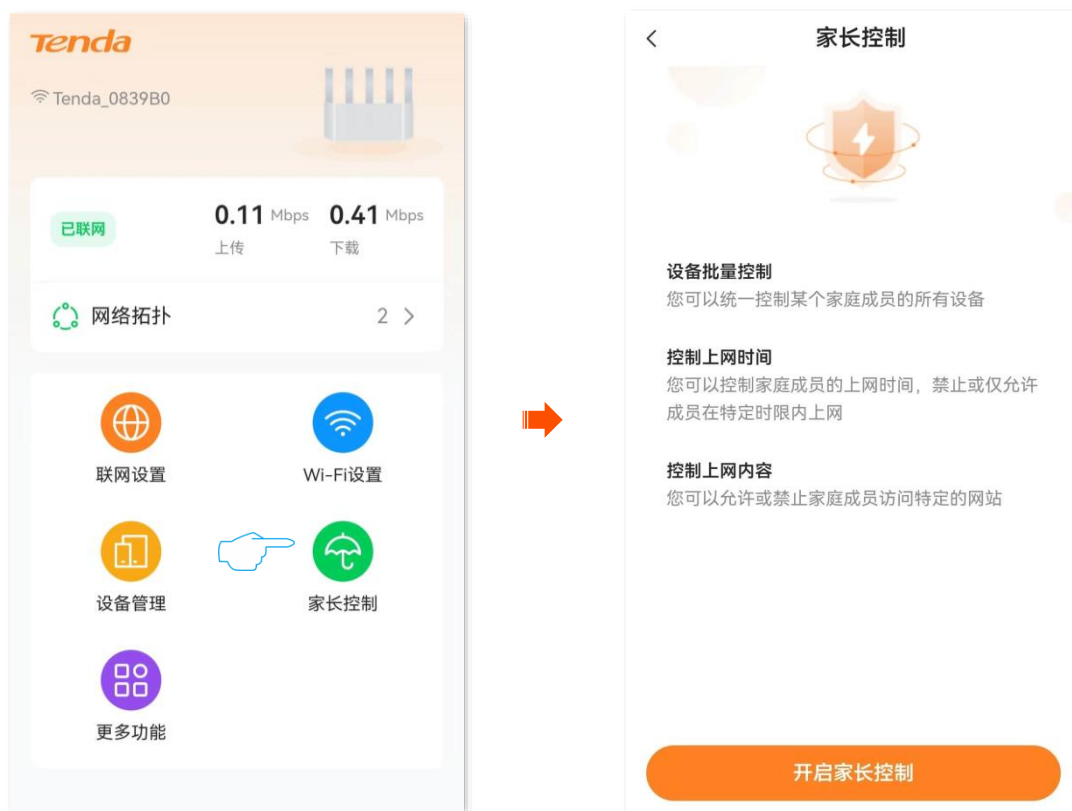 Tenda
Tenda_0839B0
已联网
0.11 Mbps 0.41 Mbps
上传 下载
网络拓扑 2
联网设置 Wi-Fi设置
设备管理 家长控制
更多功能
家长控制
设备批量控制
您可以统一控制某个家庭成员的所有设备
控制上网时间
您可以控制家庭成员的上网时间，禁止或仅允许
成员在特定时限内上网
控制上网内容
您可以允许或禁止家庭成员访问特定的网站
开启家长控制